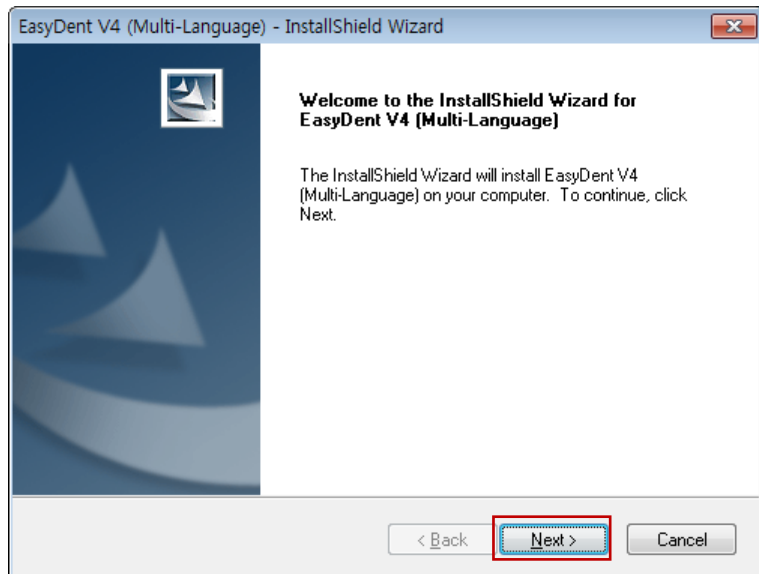 EasyDent V4 (Multi-Language) - InstallShield Wizard
Welcome to the InstallShield Wizard for
EasyDent V4 (Multi-Language)
The InstallShield Wizard will install EasyDent V4
(Multi-Language) on your computer.  To continue, click
Next.
< Back
Next >
Cancel